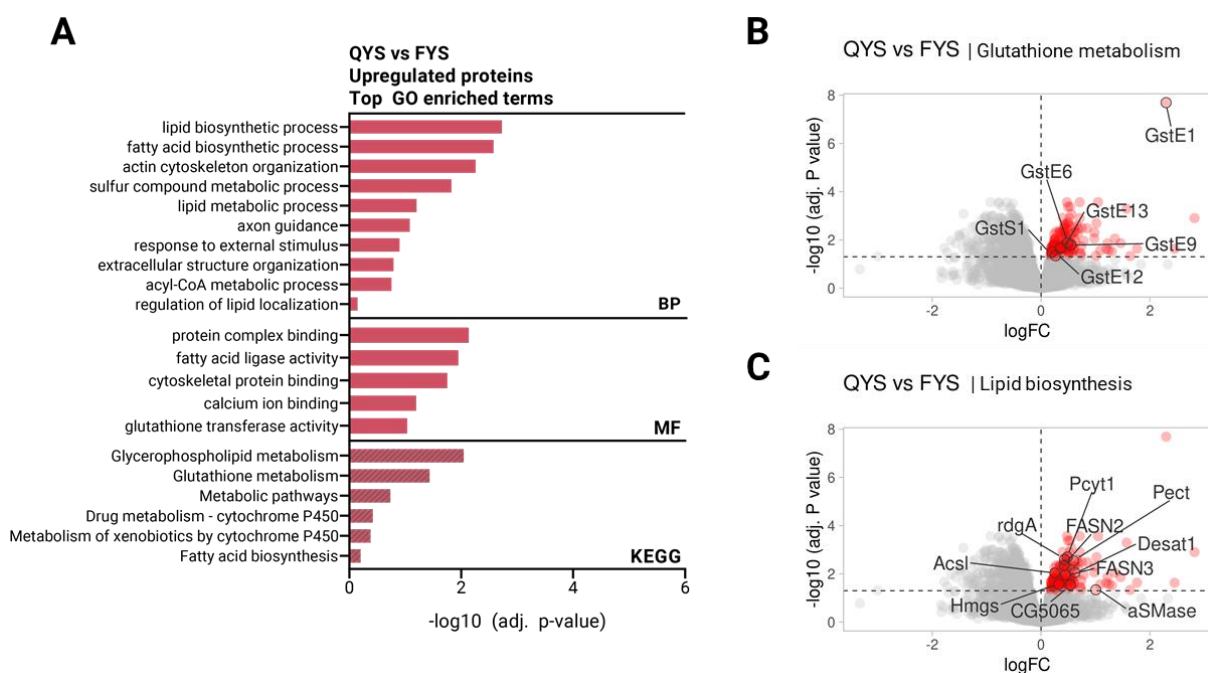 A
QYS vs FYS
Upregulated proteins
Top GO enriched terms
lipid biosynthetic process
fatty acid biosynthetic process
actin cytoskeleton organization
sulfur compound metabolic process
lipid metabolic process
axon guidance
response to external stimulus
extracellular structure organization
acyl-CoA metabolic process
regulation of lipid localization
BP
protein complex binding
fatty acid ligase activity
cytoskeletal protein binding
calcium ion binding
glutathione transferase activity
MF
Glycerophospholipid metabolism
Glutathione metabolism
Metabolic pathways
Drug metabolism - cytochrome P450
Metabolism of xenobiotics by cytochrome P450
Fatty acid biosynthesis
KEGG
0 2 4 6
-log10 (adj. p-value)
B
QYS vs FYS | Glutathione metabolism
-log10 (adj. P value)
8
6
4
2
0
GstE1
GstE6
GstE13
GstS1
GstE9
GstE12
-2 0 2
logFC
C
QYS vs FYS | Lipid biosynthesis
-log10 (adj. P value)
8
6
4
2
0
Pcyt1
Pect
rdgA
FASN2
Desat1
Acsl
FASN3
Hmgs
CG5065
aSMase
-2 0 2
logFC